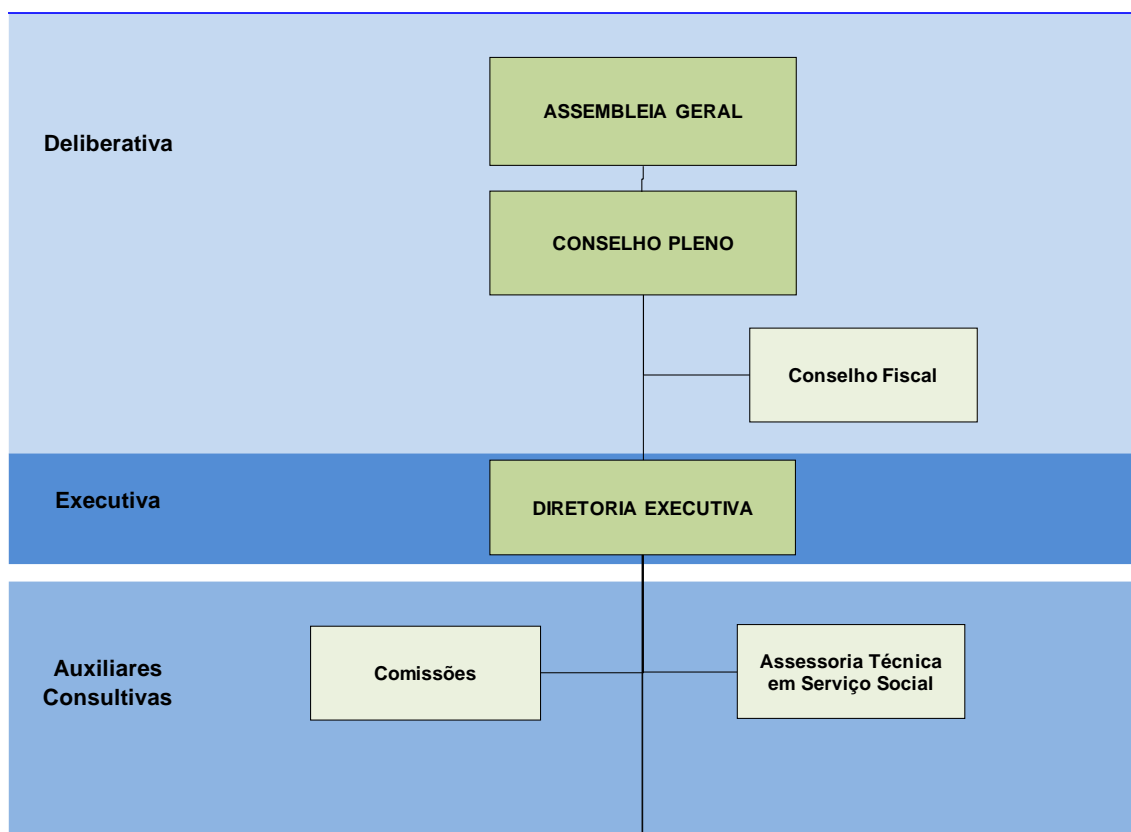 ASSEMBLEIA GERAL
Deliberativa
CONSELHO PLENO
Conselho Fiscal
Executiva
DIRETORIA EXECUTIVA
Auxiliares
Consultivas
Comissões
Assessoria Técnica
em Serviço Social